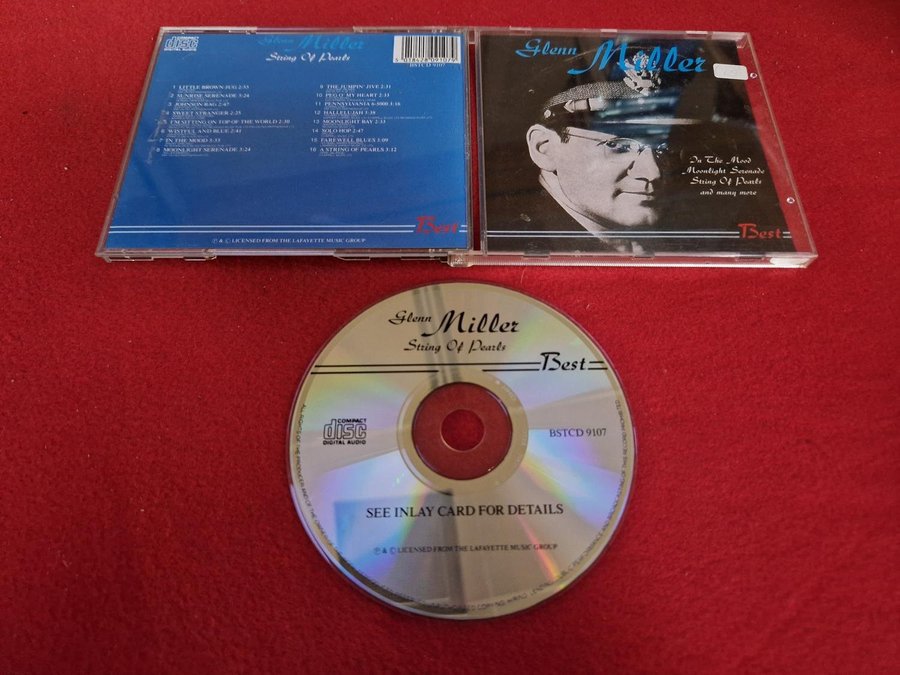 COMPACT
disc
DIGITAL AUDIO
Glenn Miller
String Of Pearls
BSTCD 9107
1 LITTLE BROWN JUG 2:53
2 SUNRISE SERENADE 3:24
3 JOHNSON RAG 2:47
4 SWEET STRANGER 2:35
5 I'M SITTING ON TOP OF THE WORLD 2:30
6 WISTFUL AND BLUE 2:41
7 IN THE MOOD 3:33
8 MOONLIGHT SERENADE 3:24
9 THE JUMPIN' JIVE 2:31
10 PEG O' MY HEART 2:33
11 PENNSYLVANIA 6-5000 3:16
12 HALLELUJAH 3:38
13 MOONLIGHT BAY 2:33
14 SOLO HOP 2:47
15 FAREWELL BLUES 3:09
16 A STRING OF PEARLS 3:12
Best
℗ & © LICENSED FROM THE LAFAYETTE MUSIC GROUP
Glenn Miller
In The Mood
Moonlight Serenade
String Of Pearls
and many more
Best
Glenn Miller
String Of Pearls
Best
COMPACT
disc
DIGITAL AUDIO
BSTCD 9107
SEE INLAY CARD FOR DETAILS
℗ & © LICENSED FROM THE LAFAYETTE MUSIC GROUP